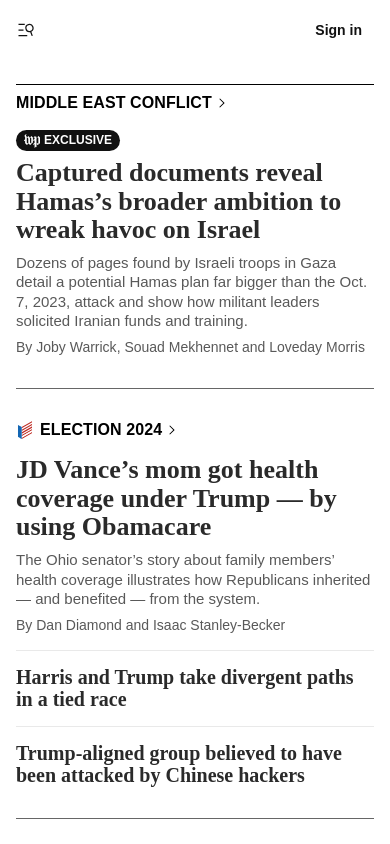 Sign in
MIDDLE EAST CONFLICT
wp EXCLUSIVE
Captured documents reveal
Hamas’s broader ambition to
wreak havoc on Israel
Dozens of pages found by Israeli troops in Gaza
detail a potential Hamas plan far bigger than the Oct.
7, 2023, attack and show how militant leaders
solicited Iranian funds and training.
By Joby Warrick, Souad Mekhennet and Loveday Morris
ELECTION 2024
JD Vance’s mom got health
coverage under Trump — by
using Obamacare
The Ohio senator’s story about family members’
health coverage illustrates how Republicans inherited
— and benefited — from the system.
By Dan Diamond and Isaac Stanley-Becker
Harris and Trump take divergent paths
in a tied race
Trump-aligned group believed to have
been attacked by Chinese hackers